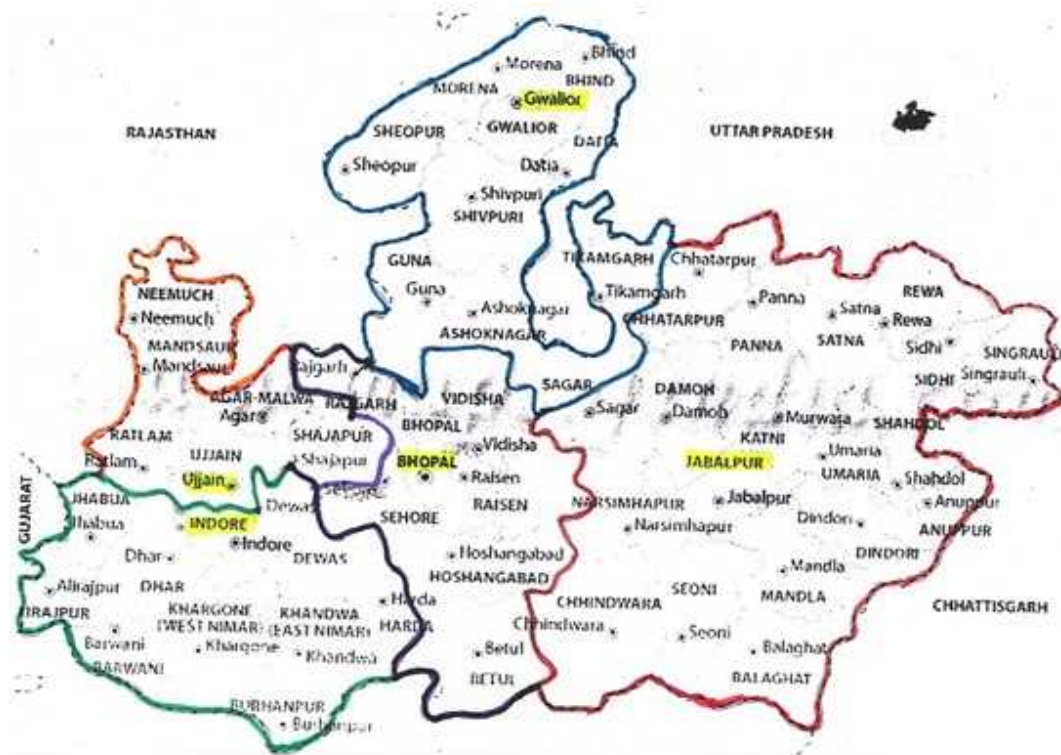 Bhind
Morena
MORENA
BHIND
Gwalior
GWALIOR
RAJASTHAN
SHEOPUR
UTTAR PRADESH
DATIA
Sheopur
Datia
Shivpuri
SHIVPURI
GUNA
TIKAMGARH
Chhatarpur
NEEMUCH
Neemuch
Guna
Tikamgarh
Panna
REWA
Ashoknagar
Satna
Rewa
ASHOKNAGAR
CHHATARPUR
MANDSAUR
PANNA
SATNA
Sidhi
SINGRAULI
Mandsaur
Rajgarh
SAGAR
DAMOH
SIDHI
Singrauli
AGAR-MALWA
RAJGARH
VIDISHA
Agar
Sagar
Damoh
Murwara
SHAHDOL
RATLAM
SHAJAPUR
BHOPAL
KATNI
Vidisha
UJJAIN
Umaria
Ratlam
Shajapur
BHOPAL
JABALPUR
UMARIA
Ujjain
Raisen
Shahdol
GUJARAT
JHABUA
Dewas
RAISEN
NARSIMHAPUR
Jabalpur
Anuppur
INDORE
SEHORE
Jhabua
Indore
Narsimhapur
Dindori
ANUPPUR
Dhar
DEWAS
Hoshangabad
DINDORI
Alirajpur
DHAR
HOSHANGABAD
Mandla
SEONI
MANDLA
Harda
CHHINDWARA
CHHATTISGARH
KHARGONE
(WEST NIMAR)
KHANDWA
(EAST NIMAR)
HARDA
Barwani
Khargone
Khandwa
Chhindwara
Seoni
Betul
Balaghat
BARWANI
BETUL
BALAGHAT
BURHANPUR
Burhanpur